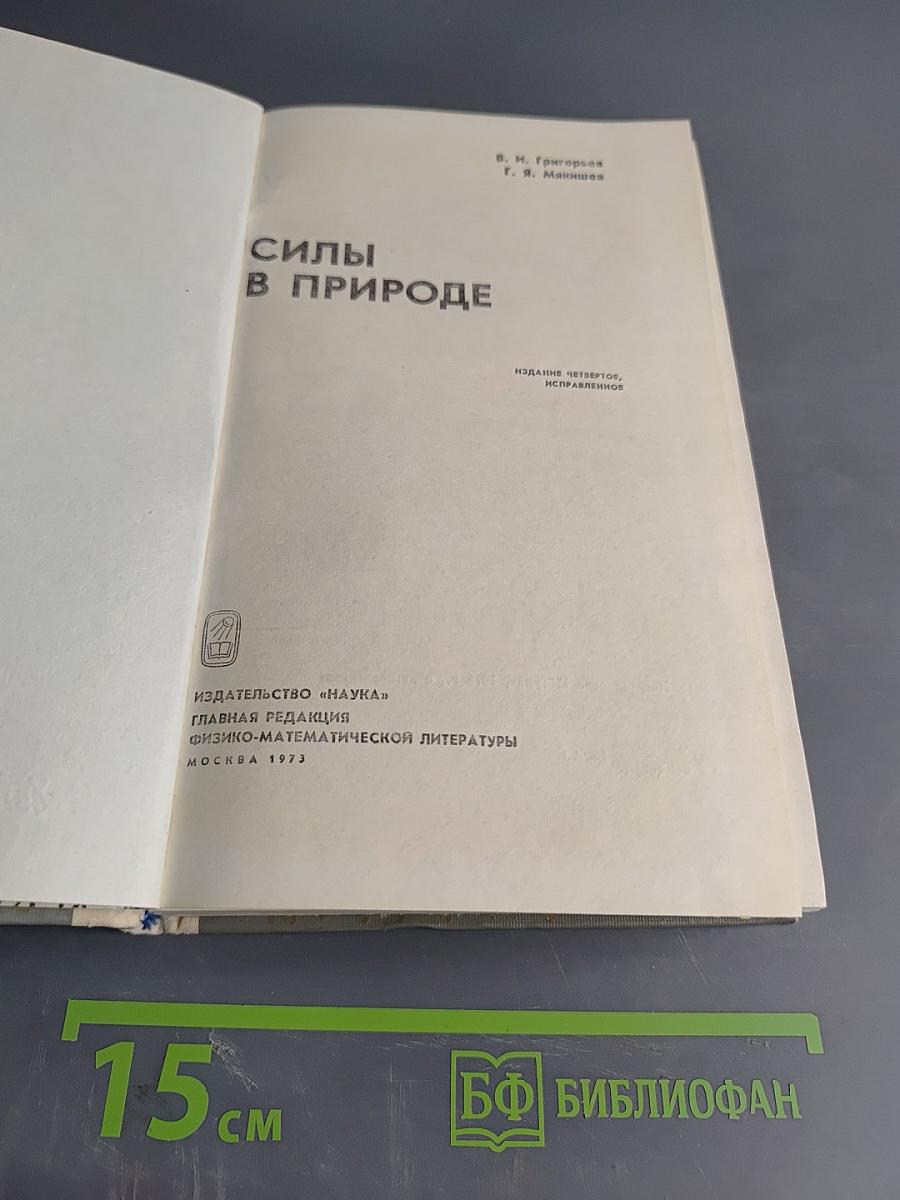 В. И. Григорьев
Г. Я. Мякишев
СИЛЫ
В ПРИРОДЕ
ИЗДАНИЕ ЧЕТВЕРТОЕ,
ИСПРАВЛЕННОЕ
ИЗДАТЕЛЬСТВО «НАУКА»
ГЛАВНАЯ РЕДАКЦИЯ
ФИЗИКО-МАТЕМАТИЧЕСКОЙ ЛИТЕРАТУРЫ
МОСКВА 1973
15 см
БФ БИБЛИОФАН